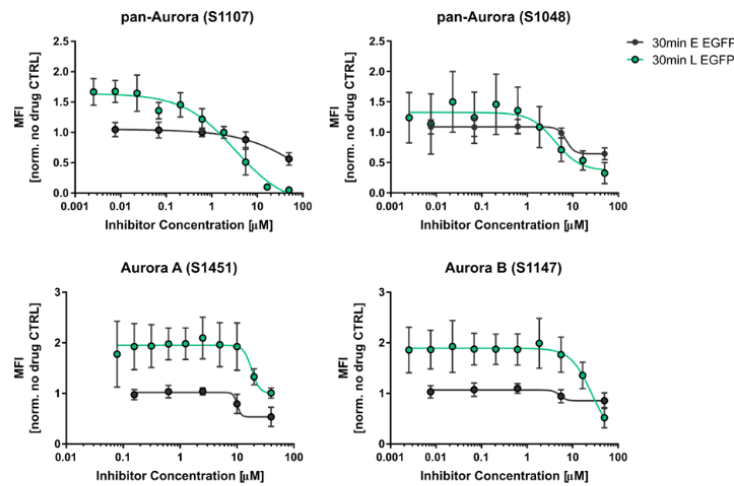 pan-Aurora (S1107)
MFI
[norm. no drug CTRL]
2.5
2.0
1.5
1.0
0.5
0.0
0.001 0.01 0.1 1 10 100
Inhibitor Concentration [µM]
pan-Aurora (S1048)
MFI
[norm. no drug CTRL]
2.5
2.0
1.5
1.0
0.5
0.0
0.001 0.01 0.1 1 10 100
Inhibitor Concentration [µM]
30min E EGFP
30min L EGFP
Aurora A (S1451)
MFI
[norm. no drug CTRL]
3
2
1
0
0.01 0.1 1 10 100
Inhibitor Concentration [µM]
Aurora B (S1147)
MFI
[norm. no drug CTRL]
3
2
1
0
0.001 0.01 0.1 1 10 100
Inhibitor Concentration [µM]